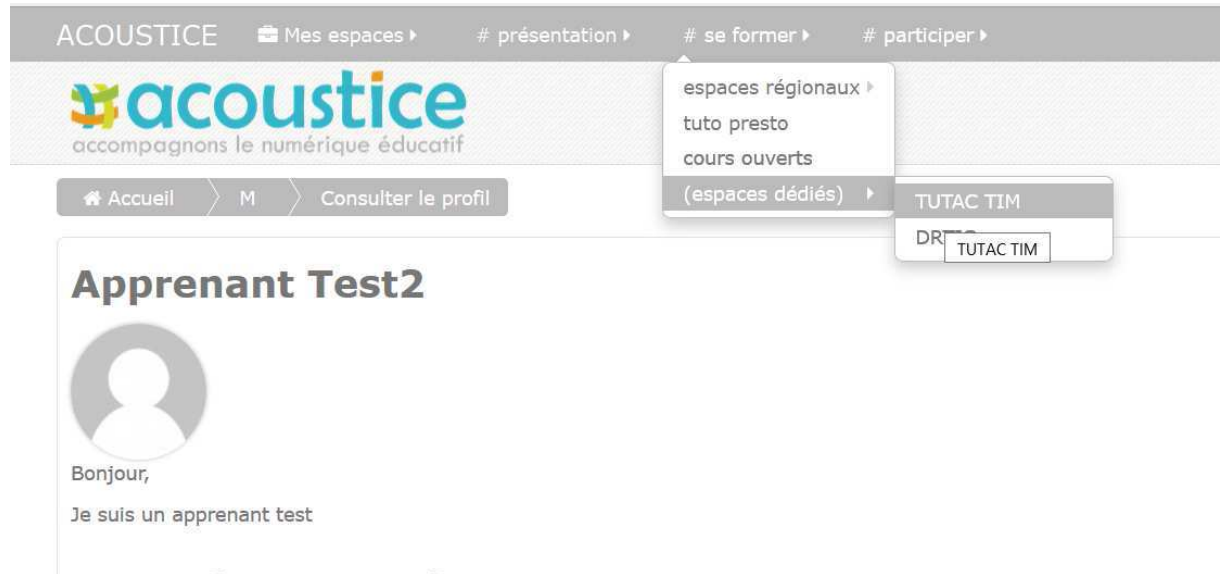 ACOUSTICE Mes espaces # présentation # se former # participer
acoustice
accompagnons le numérique éducatif
espaces régionaux
tuto presto
cours ouverts
(espaces dédiés)
TUTAC TIM
TUTAC TIM
Accueil M Consulter le profil
Apprenant Test2
Bonjour,
Je suis un apprenant test